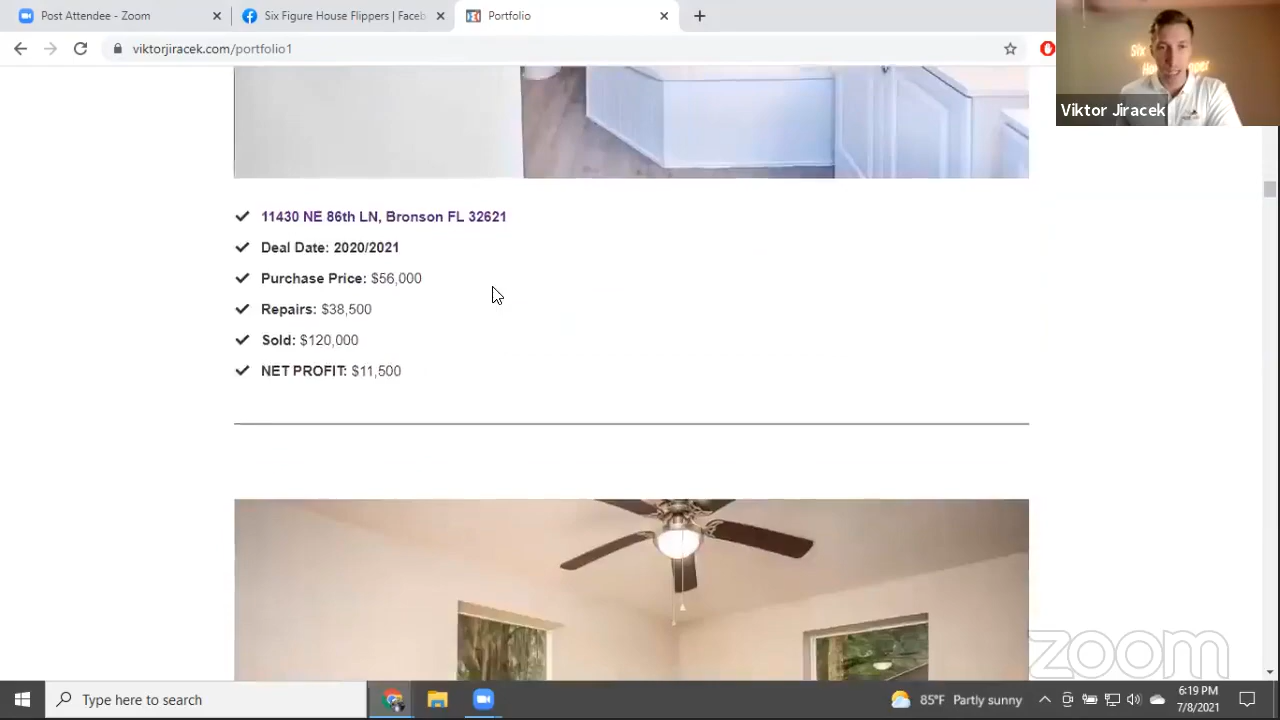 Post Attendee - Zoom
Six Figure House Flippers | Faceb
Portfolio
viktorjiracek.com/portfolio1
Six
Viktor Jiracek
11430 NE 86th LN, Bronson FL 32621
Deal Date: 2020/2021
Purchase Price: $56,000
Repairs: $38,500
Sold: $120,000
NET PROFIT: $11,500
zoom
Type here to search
85°F Partly sunny
6:19 PM
7/8/2021